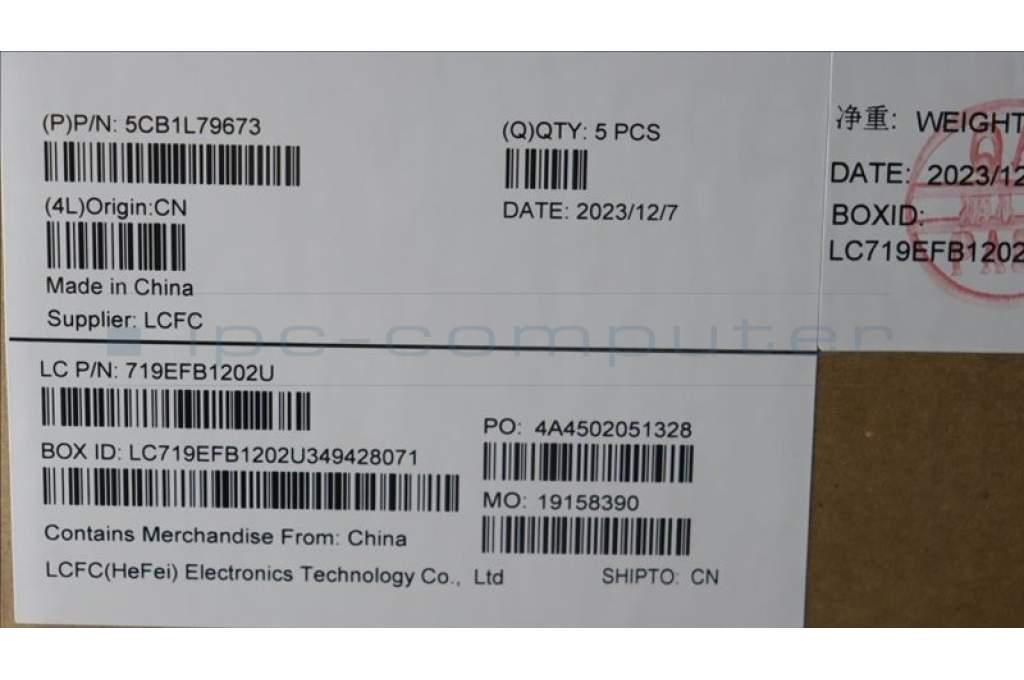 (P)P/N: 5CB1L79673
(Q)QTY: 5 PCS
(4L)Origin:CN
DATE: 2023/12/7
Made in China
Supplier: LCFC
LC P/N: 719EFB1202U
BOX ID: LC719EFB1202U349428071
PO: 4A4502051328
MO: 19158390
Contains Merchandise From: China
LCFC(HeFei) Electronics Technology Co., Ltd
SHIPTO: CN
净重: WEIGHT
DATE: 2023/12
BOXID:
LC719EFB1202
ipc-computer